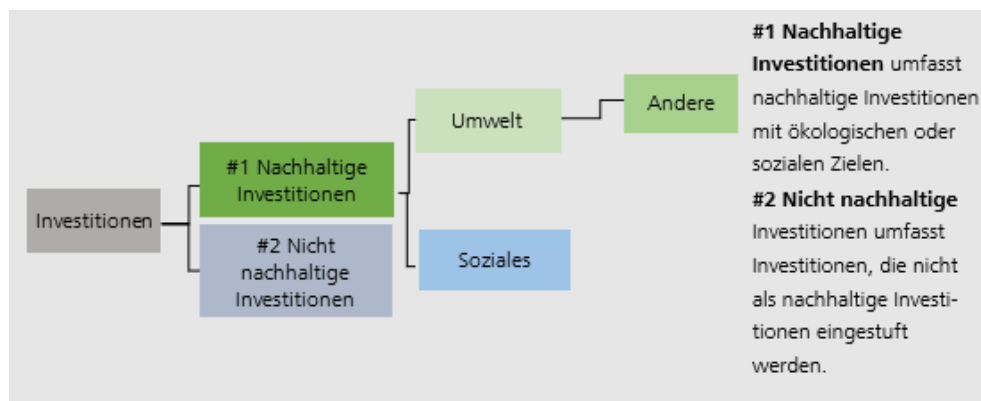 Investitionen
#1 Nachhaltige
Investitionen
#2 Nicht
nachhaltige
Investitionen
Umwelt
Soziales
Andere
#1 Nachhaltige
Investitionen umfasst
nachhaltige Investitionen
mit ökologischen oder
sozialen Zielen.
#2 Nicht nachhaltige
Investitionen umfasst
Investitionen, die nicht
als nachhaltige Investi-
tionen eingestuft
werden.